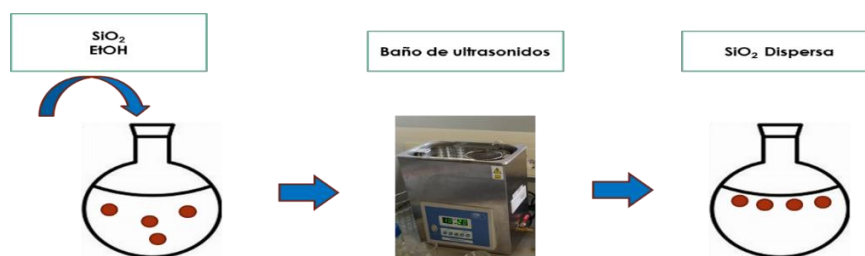 SiO₂
EtOH
Baño de ultrasonidos
SiO₂ Dispersa